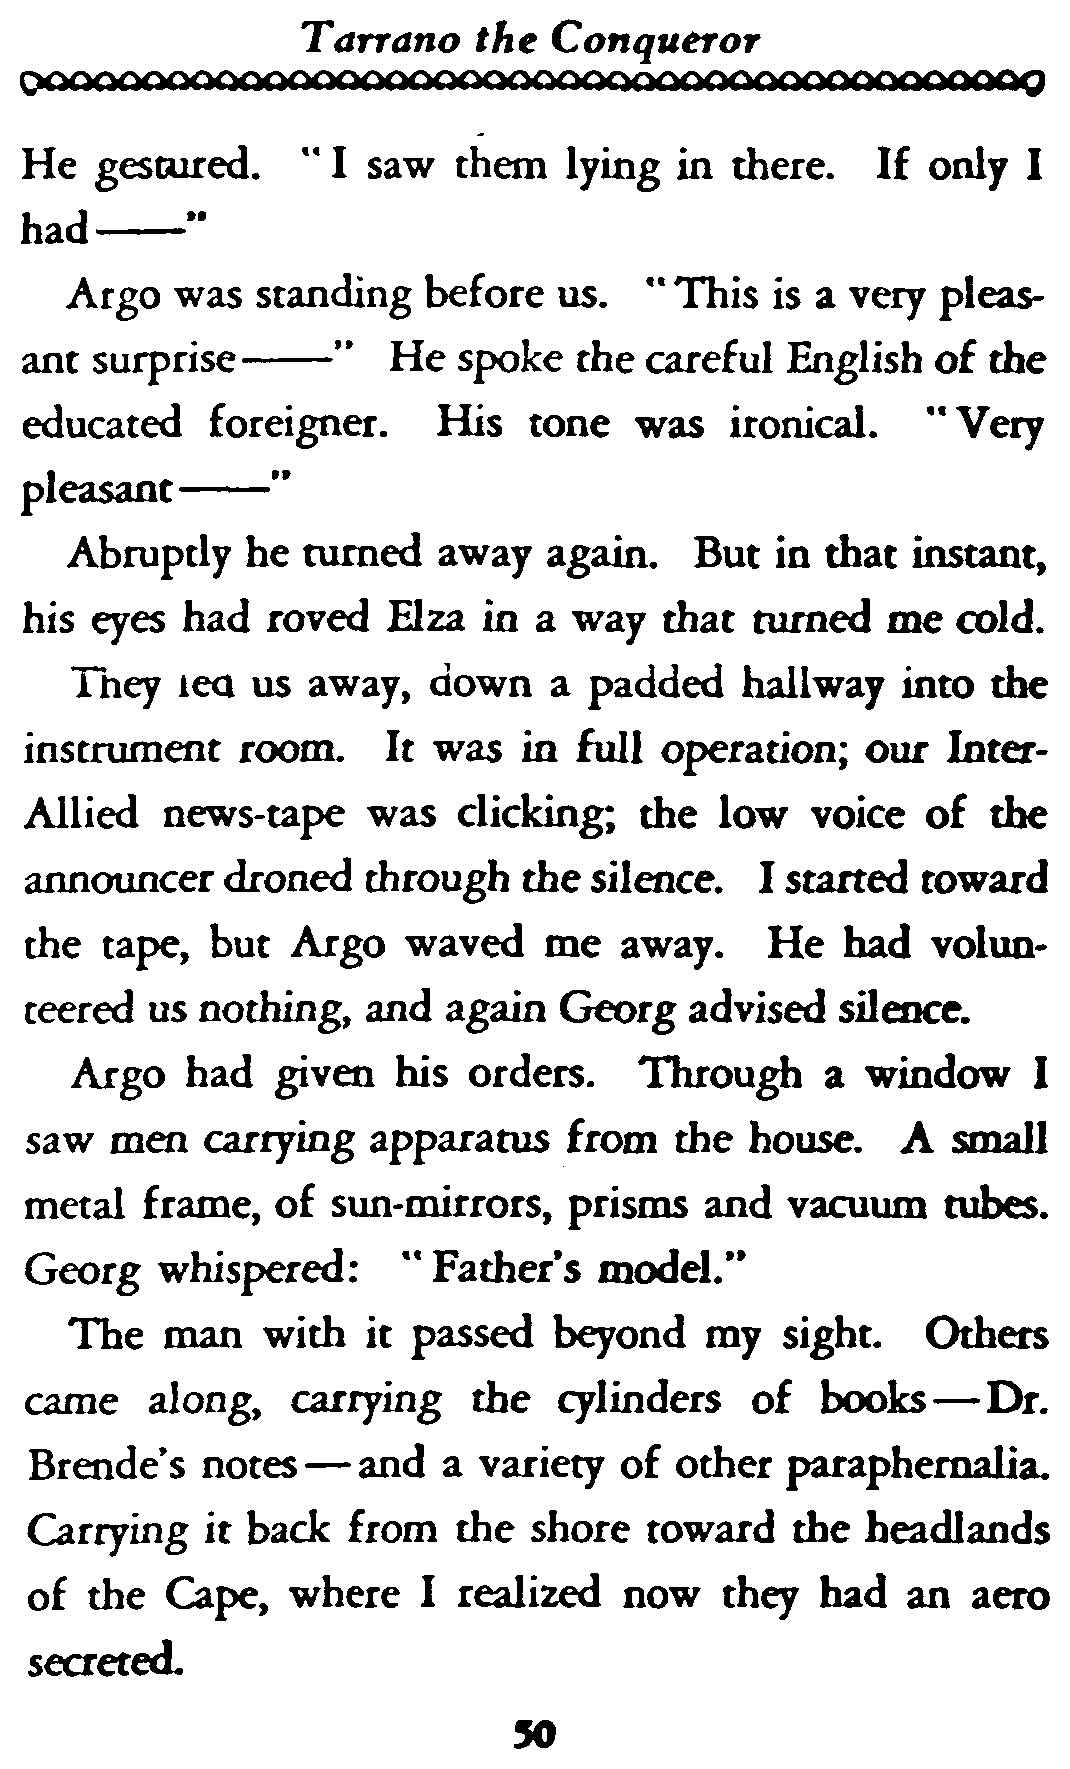 Tarrano the Conqueror
He gestured. "I saw them lying in there. If only I
had——"
Argo was standing before us. "This is a very pleas-
ant surprise——" He spoke the careful English of the
educated foreigner. His tone was ironical. "Very
pleasant——"
Abruptly he turned away again. But in that instant,
his eyes had roved Elza in a way that turned me cold.
They led us away, down a padded hallway into the
instrument room. It was in full operation; our Inter-
Allied news-tape was clicking; the low voice of the
announcer droned through the silence. I started toward
the tape, but Argo waved me away. He had volun-
teered us nothing, and again Georg advised silence.
Argo had given his orders. Through a window I
saw men carrying apparatus from the house. A small
metal frame, of sun-mirrors, prisms and vacuum tubes.
Georg whispered: "Father's model."
The man with it passed beyond my sight. Others
came along, carrying the cylinders of books—Dr.
Brende's notes—and a variety of other paraphernalia.
Carrying it back from the shore toward the headlands
of the Cape, where I realized now they had an aero
secreted.
50